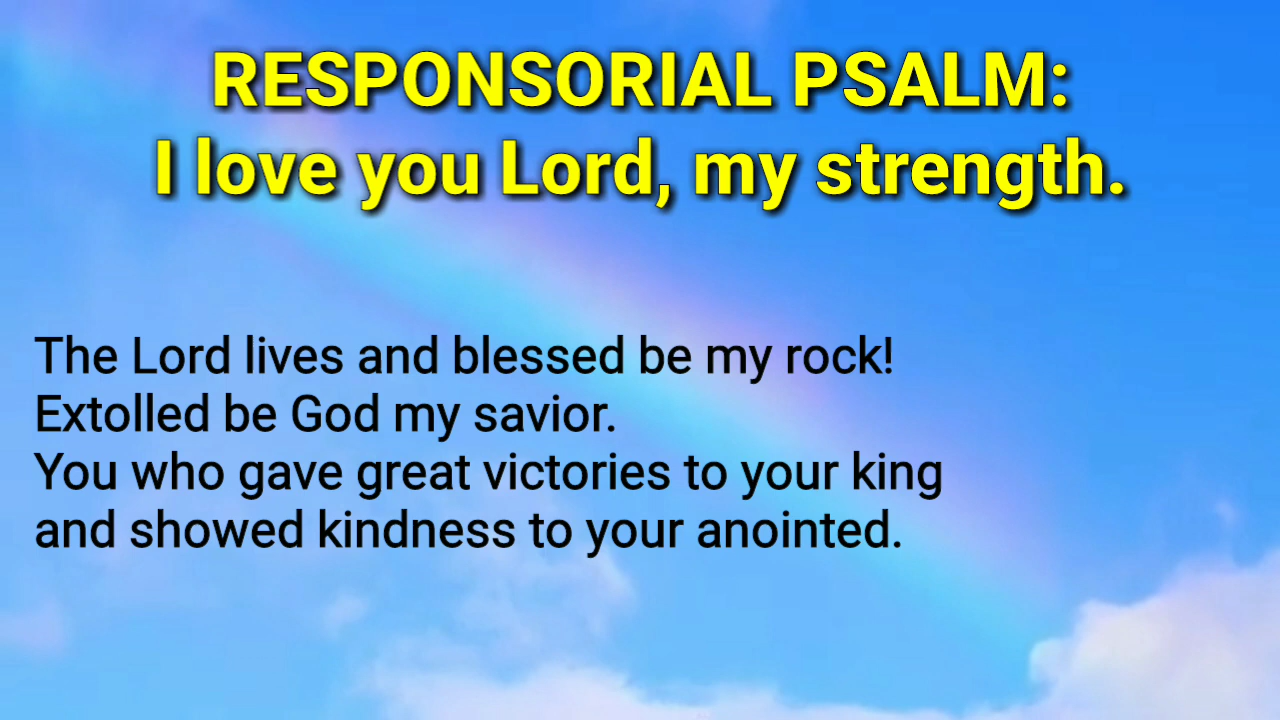 RESPONSORIAL PSALM:
I love you Lord, my strength.
The Lord lives and blessed be my rock!
Extolled be God my savior.
You who gave great victories to your king
and showed kindness to your anointed.